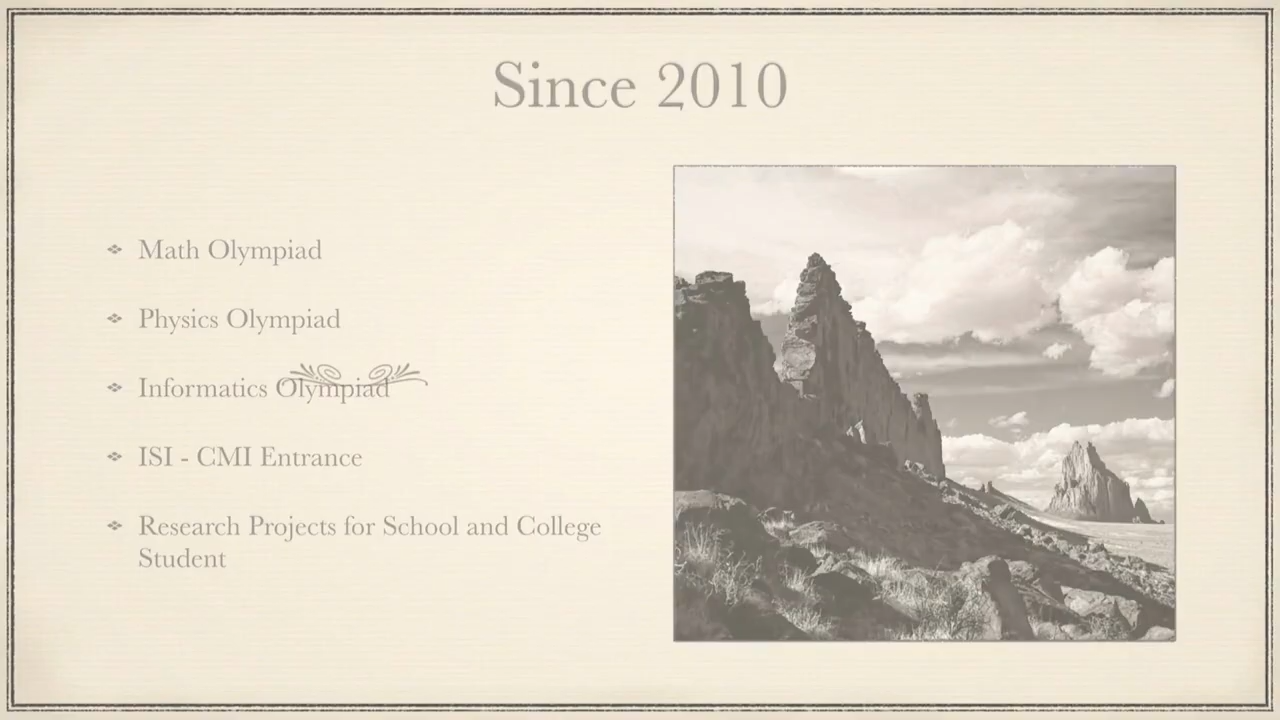 Since 2010
Math Olympiad
Physics Olympiad
Informatics Olympiad
ISI - CMI Entrance
Research Projects for School and College
Student